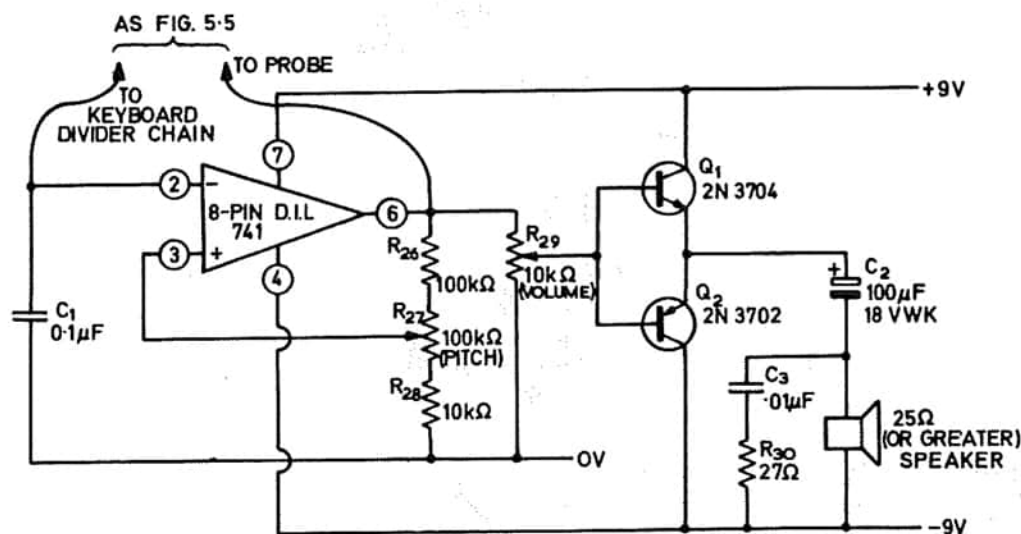 AS FIG. 5·5
TO PROBE
TO
KEYBOARD
DIVIDER CHAIN
+9V
7
Q1
2N 3704
2
−
8-PIN D.I.L
741
6
3
+
4
R26
100kΩ
R29
10kΩ
(VOLUME)
+
C2
100µF
18 VWK
C1
0·1µF
R27
100kΩ
(PITCH)
Q2
2N 3702
R28
10kΩ
C3
·01µF
25Ω
(OR GREATER)
SPEAKER
R30
27Ω
0V
−9V